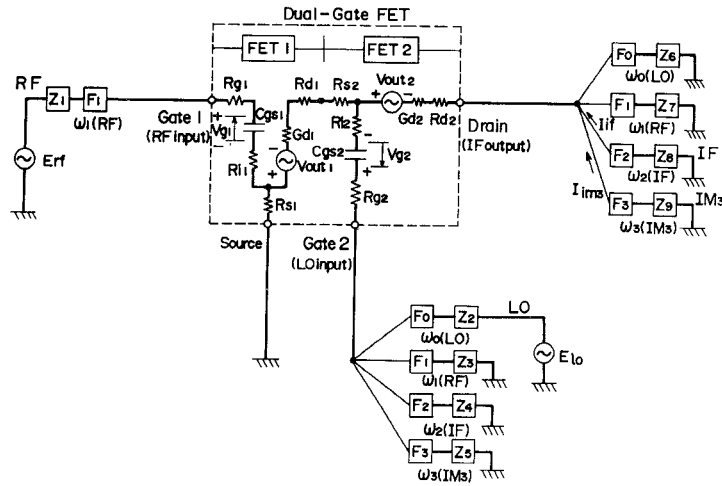 Dual-Gate FET
FET 1
FET 2
RF
Z1
F1
ω1(RF)
Erf
Gate 1
(RF input)
Rg1
Cgs1
Vg1
Ri1
Rs1
Rd1
Gd1
Vout1
Rs2
Vout2
Gd2
Rd2
Ri2
Cgs2
Vg2
Rg2
Drain
(IF output)
Source
Gate 2
(LO input)
F0
Z6
ω0(LO)
F1
Z7
ω1(RF)
Iif
F2
Z8
IF
ω2(IF)
Iim3
F3
Z9
IM3
ω3(IM3)
F0
Z2
LO
ω0(LO)
Elo
F1
Z3
ω1(RF)
F2
Z4
ω2(IF)
F3
Z5
ω3(IM3)